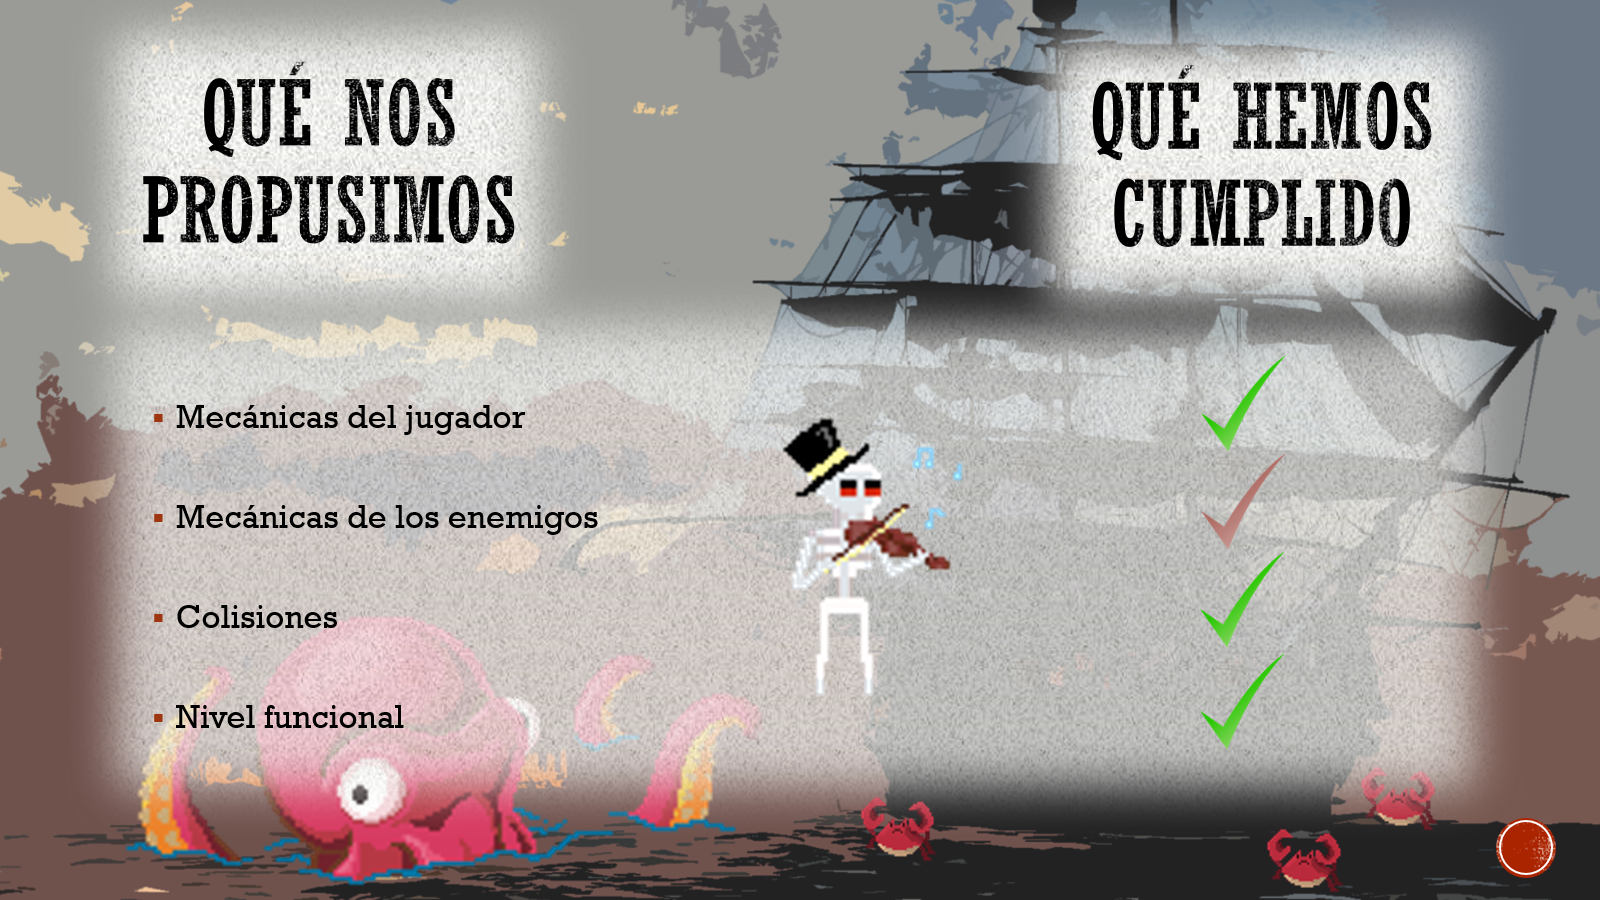 QUÉ NOS
PROPUSIMOS
QUÉ HEMOS
CUMPLIDO
Mecánicas del jugador
Mecánicas de los enemigos
Colisiones
Nivel funcional